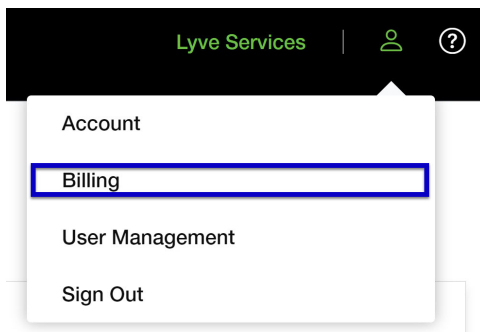 Lyve Services
?
Account
Billing
User Management
Sign Out